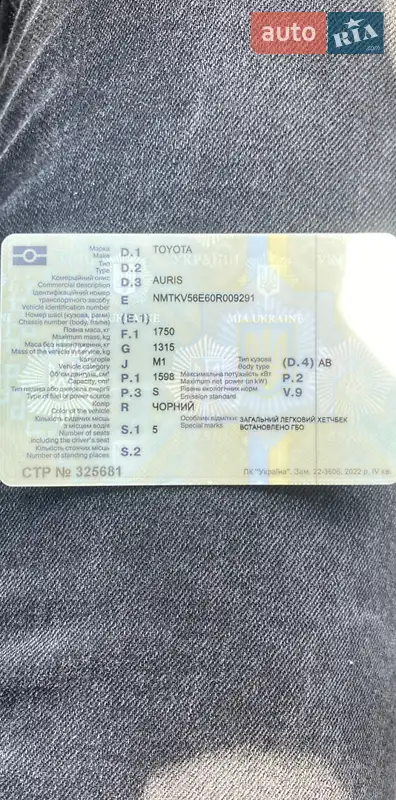 auto RIA .com
Марка
Make D.1 TOYOTA
Тип
Type D.2
Комерційний опис
Commercial description D.3 AURIS
Ідентифікаційний номер
транспортного засобу
Vehicle identification number E NMTKV56E60R009291
Номер шасі (кузова, рами)
Chassis number (body, frame) (E.1)
Повна маса, кг
Maximum mass, kg F.1 1750
Маса без навантаження, кг
Mass of the vehicle in service, kg G 1315
Категорія
Vehicle category J M1
Тип кузова
Body type (D.4) AB
Об'єм двигуна, см³
Capacity, cm³ P.1 1598
Максимальна потужність кВт
Maximum net power (in kW) P.2
Тип палива або джерела енергії
Type of fuel or power source P.3 S
Рівень екологічних норм
Emission standard V.9
Колір
Color of the vehicle R ЧОРНИЙ
Особливі відмітки
Special marks ЗАГАЛЬНИЙ ЛЕГКОВИЙ ХЕТЧБЕК
ВСТАНОВЛЕНО ГБО
Кількість сидячих місць
з місцем водія
Number of seats
including the driver's seat S.1 5
Кількість стоячих місць
Number of standing places S.2
MIA UKRAINE
СТР № 325681
ПК "Україна". Зам. 22-3606. 2022 р. IV кв.